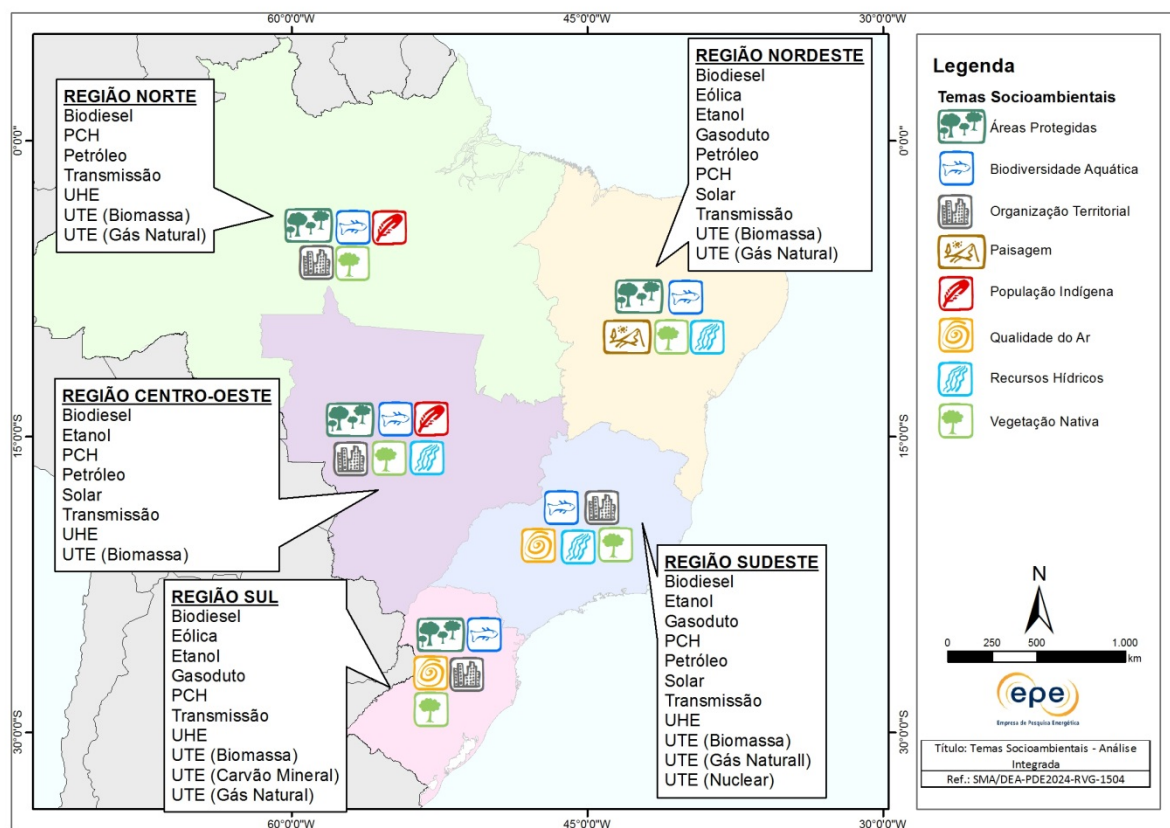 60°0'0"W
45°0'0"W
30°0'0"W
0°0'0"
15°0'0"S
30°0'0"S
REGIÃO NORTE
Biodiesel
PCH
Petróleo
Transmissão
UHE
UTE (Biomassa)
UTE (Gás Natural)
REGIÃO NORDESTE
Biodiesel
Eólica
Etanol
Gasoduto
Petróleo
PCH
Solar
Transmissão
UTE (Biomassa)
UTE (Gás Natural)
REGIÃO CENTRO-OESTE
Biodiesel
Etanol
PCH
Petróleo
Solar
Transmissão
UHE
UTE (Biomassa)
REGIÃO SUL
Biodiesel
Eólica
Etanol
Gasoduto
PCH
Transmissão
UHE
UTE (Biomassa)
UTE (Carvão Mineral)
UTE (Gás Natural)
REGIÃO SUDESTE
Biodiesel
Etanol
Gasoduto
PCH
Petróleo
Solar
Transmissão
UHE
UTE (Biomassa)
UTE (Gás Naturall)
UTE (Nuclear)
60°0'0"W
45°0'0"W
30°0'0"W
0°0'0"
15°0'0"S
30°0'0"S
Legenda
Temas Socioambientais
Áreas Protegidas
Biodiversidade Aquática
Organização Territorial
Paisagem
População Indígena
Qualidade do Ar
Recursos Hídricos
Vegetação Nativa
N
0 250 500 1.000
km
epe
Empresa de Pesquisa Energética
Título: Temas Socioambientais - Análise
Integrada
Ref.: SMA/DEA-PDE2024-RVG-1504